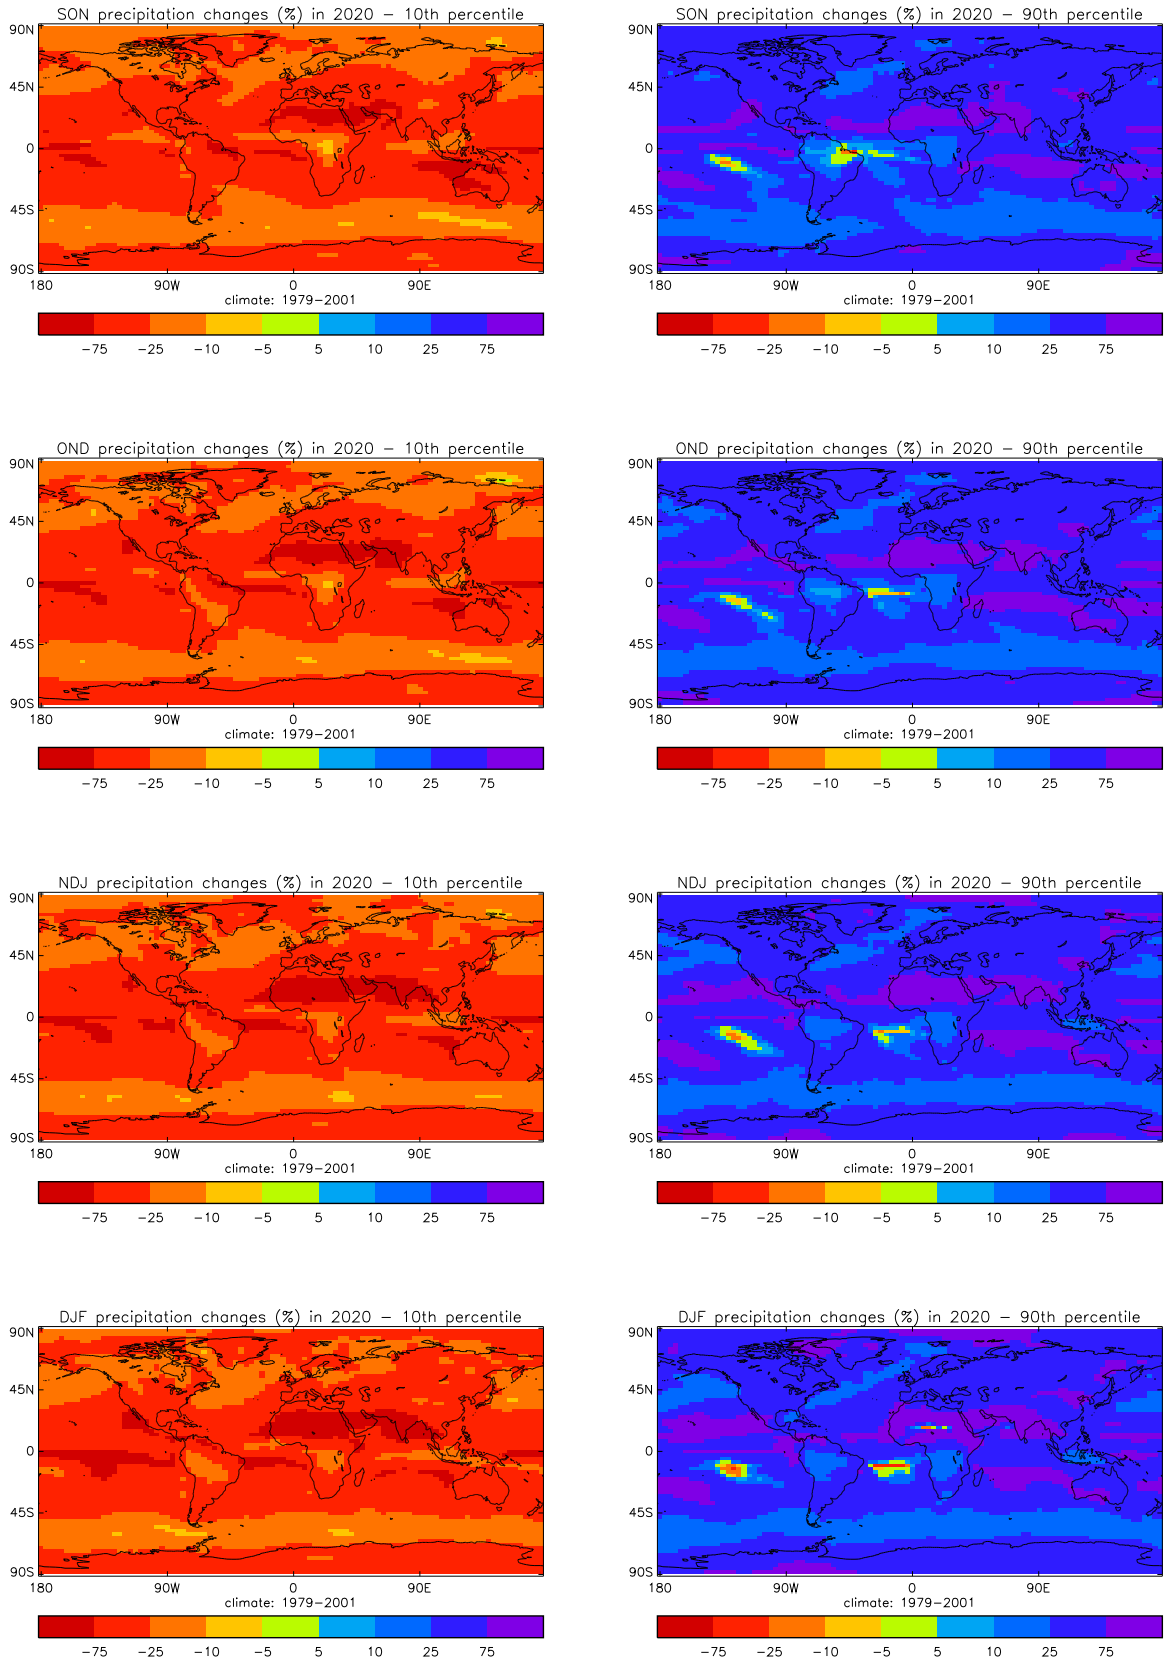 SON precipitation changes (%) in 2020 − 10th percentile
90N
45N
0
45S
90S
180 90W 0 90E
climate: 1979−2001
−75 −25 −10 −5 5 10 25 75
SON precipitation changes (%) in 2020 − 90th percentile
90N
45N
0
45S
90S
180 90W 0 90E
climate: 1979−2001
−75 −25 −10 −5 5 10 25 75
OND precipitation changes (%) in 2020 − 10th percentile
90N
45N
0
45S
90S
180 90W 0 90E
climate: 1979−2001
−75 −25 −10 −5 5 10 25 75
OND precipitation changes (%) in 2020 − 90th percentile
90N
45N
0
45S
90S
180 90W 0 90E
climate: 1979−2001
−75 −25 −10 −5 5 10 25 75
NDJ precipitation changes (%) in 2020 − 10th percentile
90N
45N
0
45S
90S
180 90W 0 90E
climate: 1979−2001
−75 −25 −10 −5 5 10 25 75
NDJ precipitation changes (%) in 2020 − 90th percentile
90N
45N
0
45S
90S
180 90W 0 90E
climate: 1979−2001
−75 −25 −10 −5 5 10 25 75
DJF precipitation changes (%) in 2020 − 10th percentile
90N
45N
0
45S
90S
180 90W 0 90E
climate: 1979−2001
−75 −25 −10 −5 5 10 25 75
DJF precipitation changes (%) in 2020 − 90th percentile
90N
45N
0
45S
90S
180 90W 0 90E
climate: 1979−2001
−75 −25 −10 −5 5 10 25 75